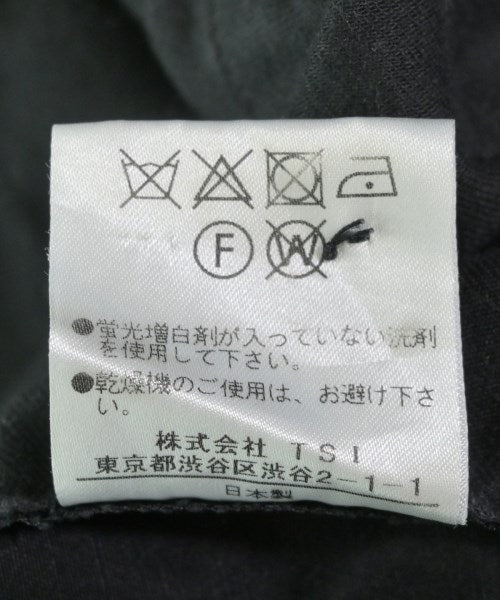 F W
●蛍光増白剤が入っていない洗剤
を使用して下さい。
●乾燥機のご使用は、お避け下さ
い。
株式会社 TSI
東京都渋谷区渋谷2-1-1
日本製